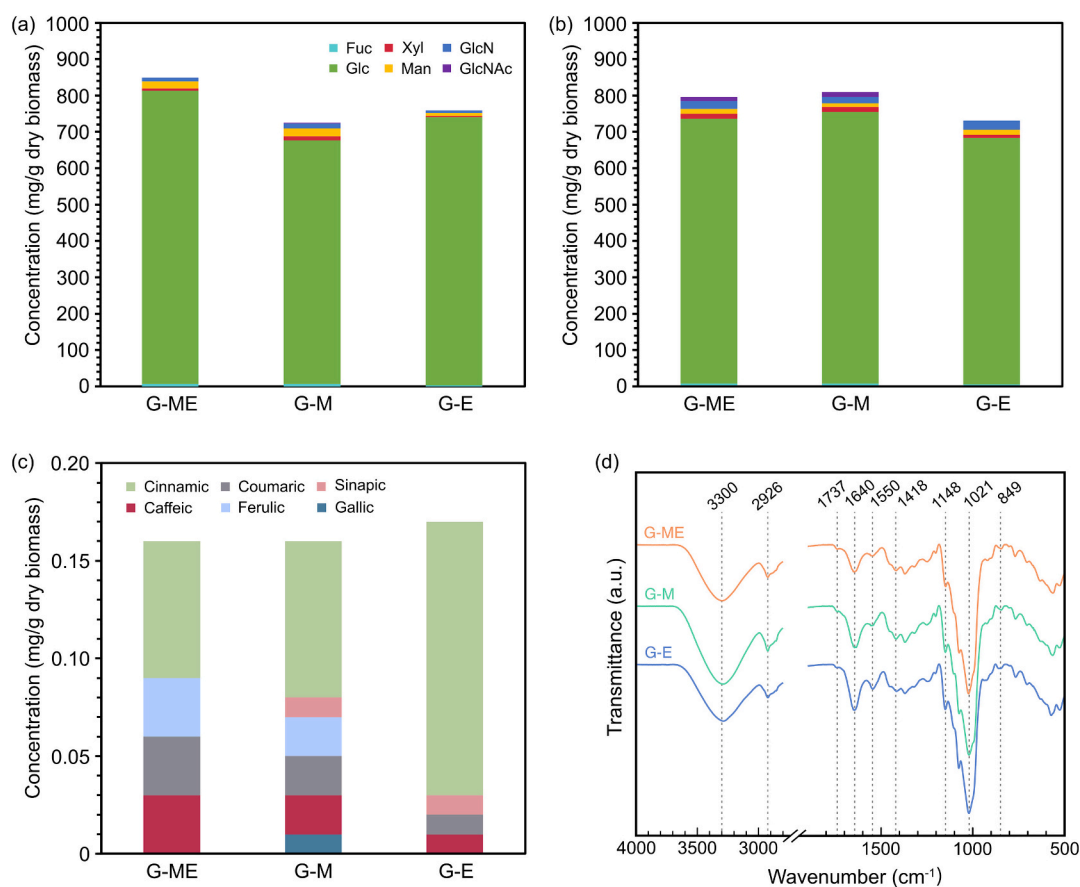 (a)
Concentration (mg/g dry biomass)
1000
900
800
700
600
500
400
300
200
100
0
Fuc Xyl GlcN
Glc Man GlcNAc
G-ME G-M G-E
(b)
Concentration (mg/g dry biomass)
1000
900
800
700
600
500
400
300
200
100
0
G-ME G-M G-E
(c)
Concentration (mg/g dry biomass)
0.20
0.15
0.10
0.05
0
Cinnamic Coumaric Sinapic
Caffeic Ferulic Gallic
G-ME G-M G-E
(d)
Transmittance (a.u.)
3300 2926 1737 1640 1550 1418 1148 1021 849
G-ME
G-M
G-E
4000 3500 3000 1500 1000 500
Wavenumber (cm⁻¹)